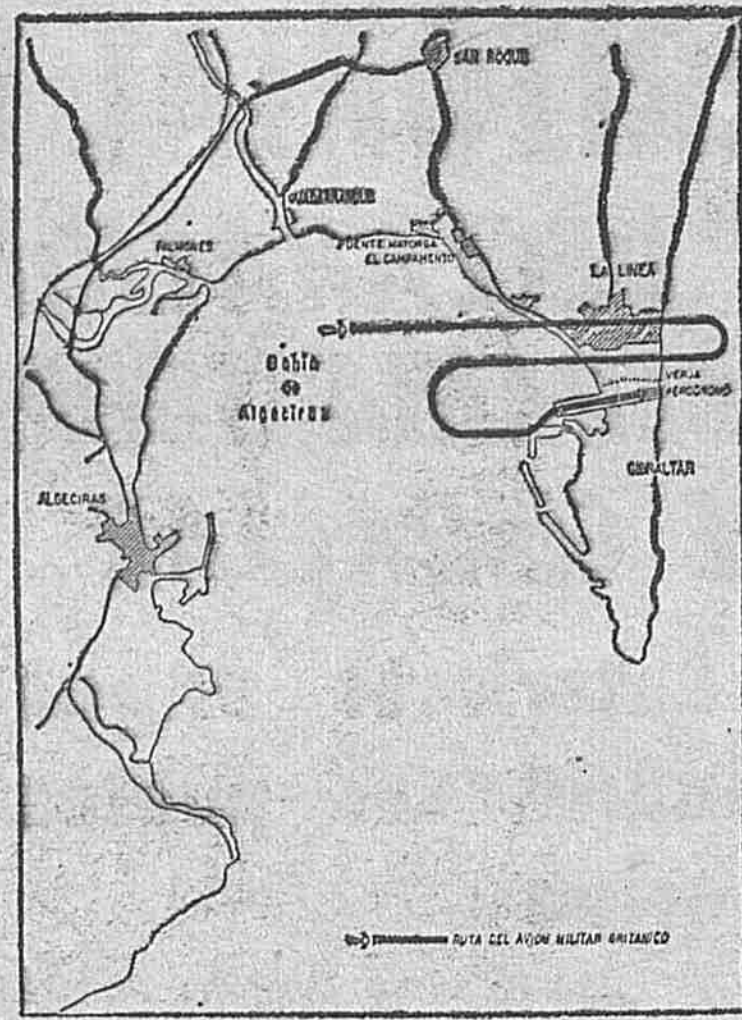 SAN ROQUE
PALMONES
PUENTE MAYORGA
EL CAMPAMENTO
LA LINEA
Bahía
de
Algeciras
VERJA
AERODROMO
GIBRALTAR
ALGECIRAS
RUTA DEL AVION MILITAR BRITANICO